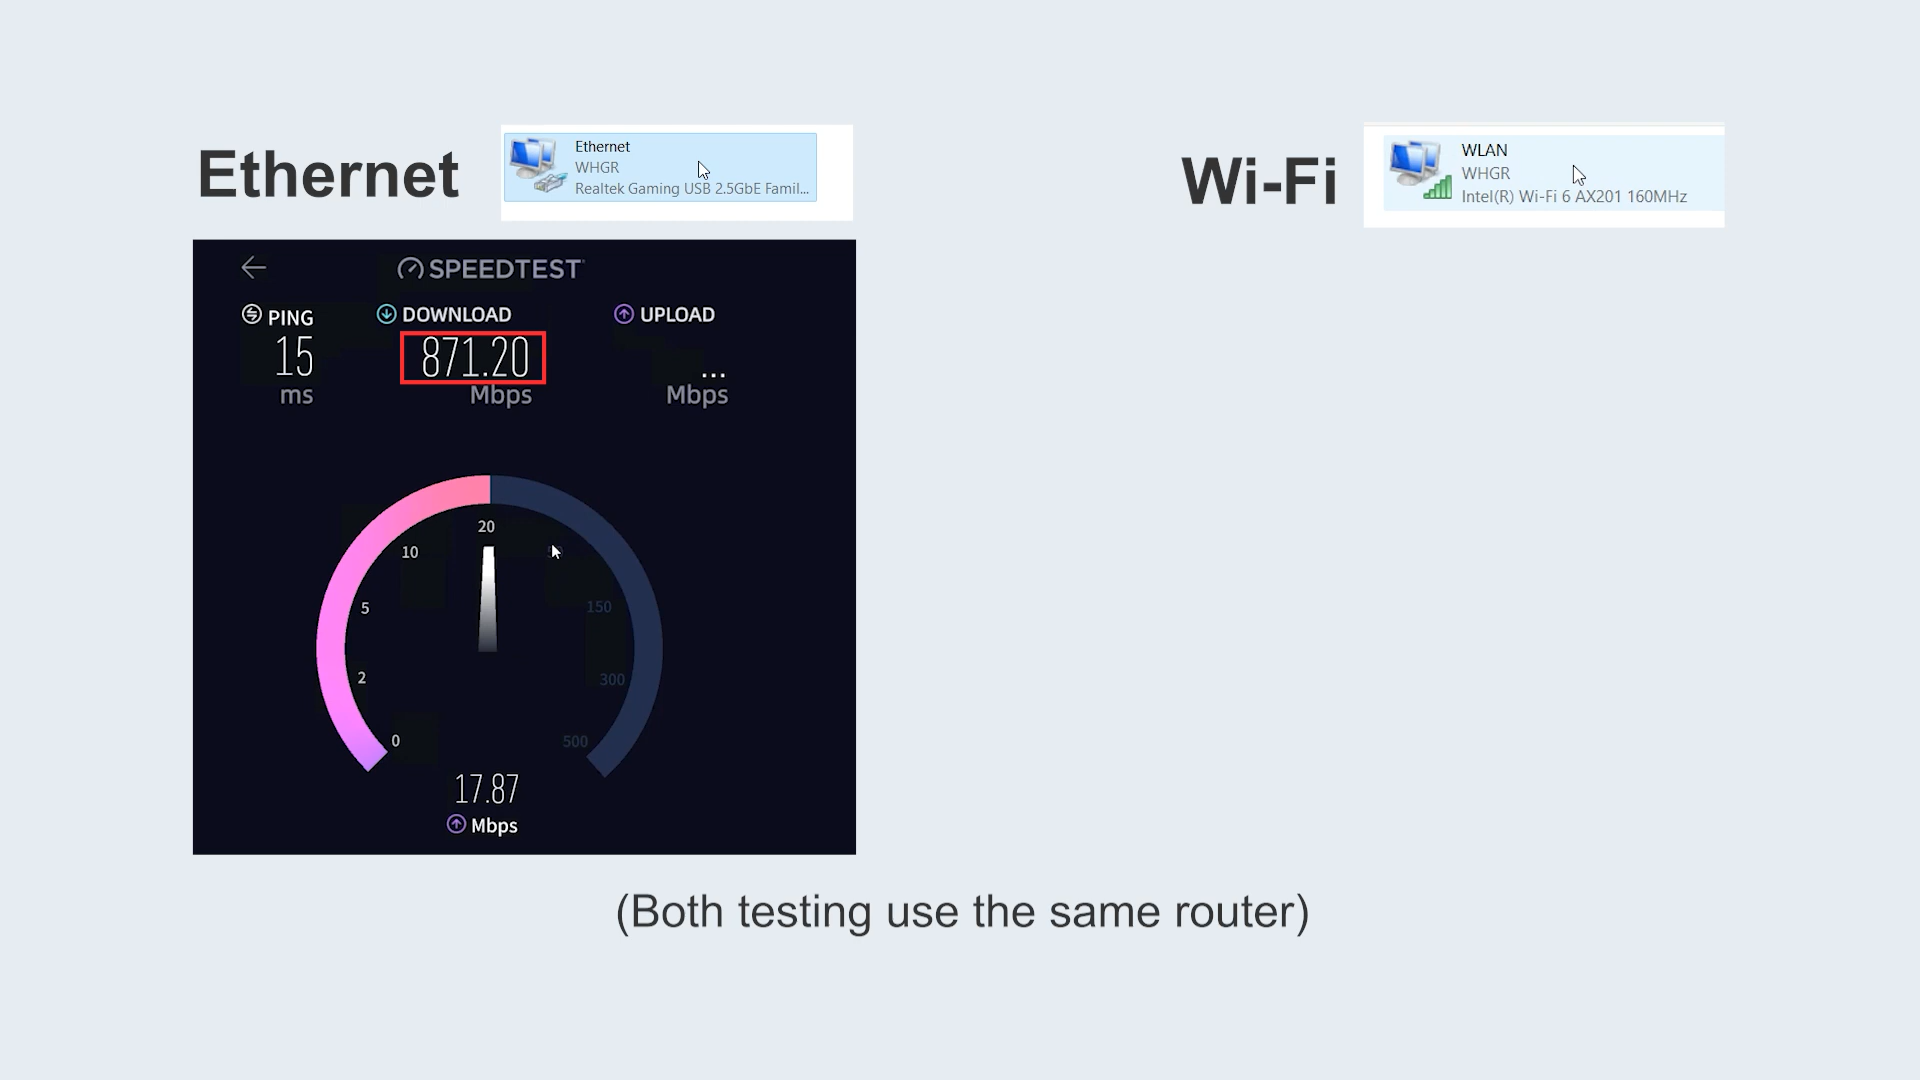 Ethernet
Ethernet
WHGR
Realtek Gaming USB 2.5GbE Famil...
Wi-Fi
WLAN
WHGR
Intel(R) Wi-Fi 6 AX201 160MHz
SPEEDTEST
PING
15
ms
DOWNLOAD
871.20
Mbps
UPLOAD
...
Mbps
20
10
5
150
2
300
0
500
17.87
Mbps
(Both testing use the same router)